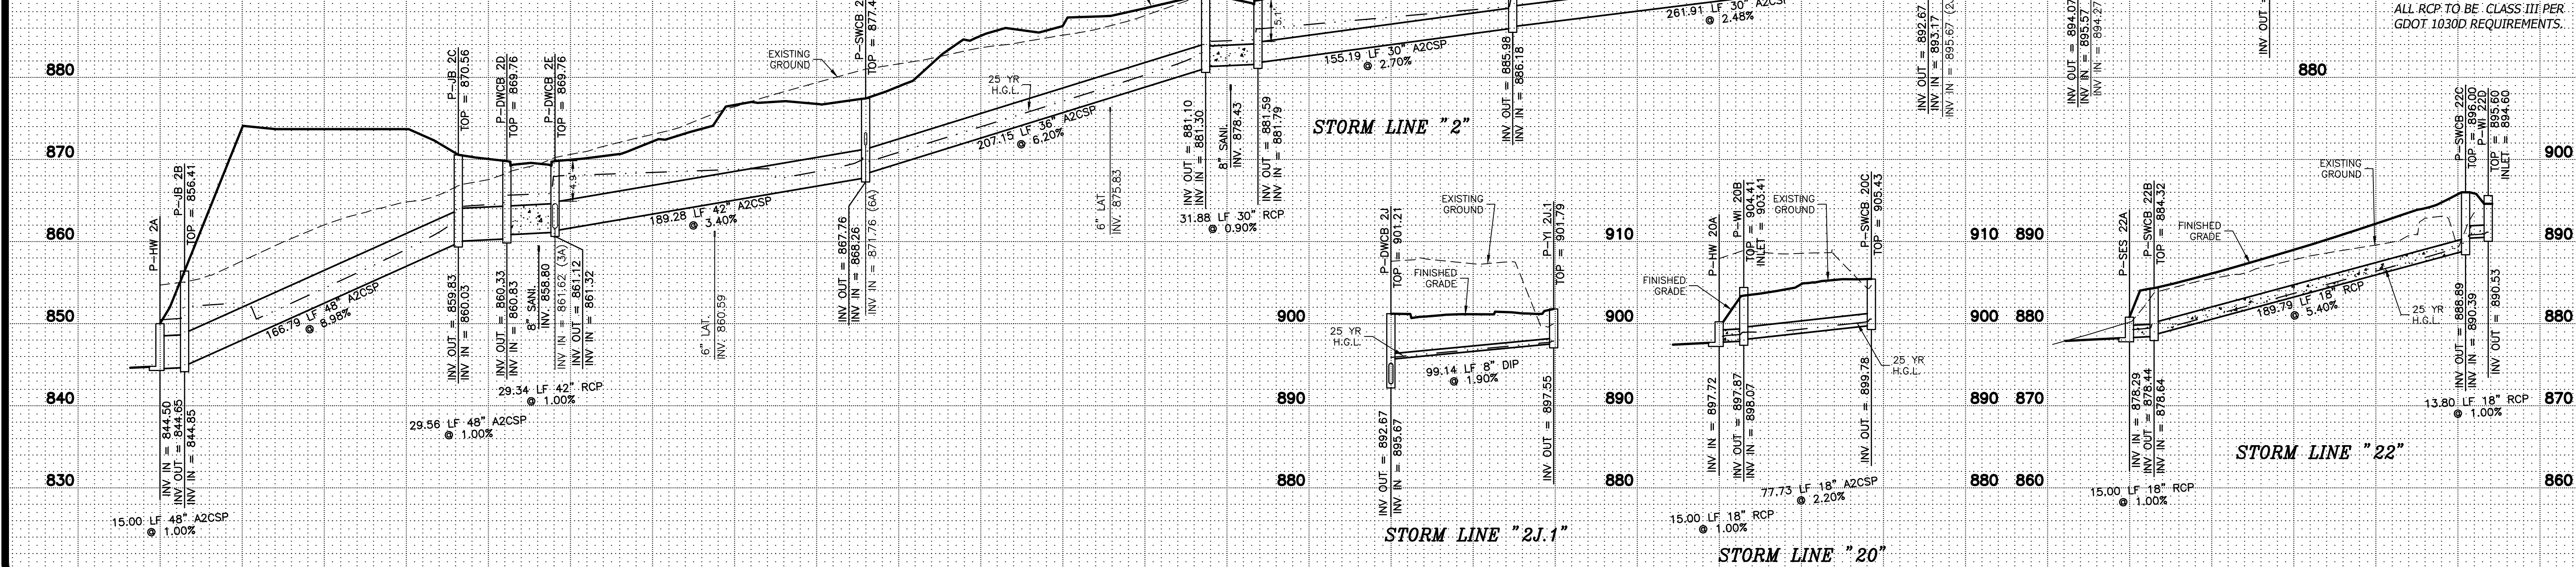 880
870
860
850
840
830
P-HW 2A
P-JB 2B
TOP = 856.41
INV IN = 844.50
INV OUT = 844.65
INV IN = 844.85
15.00 LF 48" A2CSP
@ 1.00%
166.79 LF 48" A2CSP
@ 8.98%
P-JB 2C
TOP = 870.56
INV OUT = 859.83
INV IN = 860.03
29.56 LF 48" A2CSP
@ 1.00%
P-DWCB 2D
TOP = 869.76
INV OUT = 860.33
INV IN = 860.83
8" SANI.
INV. 858.80
29.34 LF 42" RCP
@ 1.00%
P-DWCB 2E
TOP = 869.76
INV IN = 861.62 (3A)
INV OUT = 861.12
INV IN = 861.32
4.9'
189.28 LF 42" A2CSP
@ 3.40%
6" LAT.
INV. 860.59
EXISTING
GROUND
P-SWCB 2
TOP = 877.4
INV OUT = 867.76
INV IN = 868.26
INV IN = 871.76 (6A)
25 YR
H.G.L.
207.15 LF 36" A2CSP
@ 6.20%
6" LAT.
INV. 875.83
INV OUT = 881.10
INV IN = 881.30
8" SANI.
INV. 878.43
INV OUT = 881.59
INV IN = 881.79
31.88 LF 30" RCP
@ 0.90%
5.1'
155.19 LF 30" A2CSP
@ 2.70%
INV OUT = 885.98
INV IN = 886.18
261.91 LF 30" A2CSP
@ 2.48%
STORM LINE "2"
INV OUT = 892.67
INV IN = 893.17
INV IN = 895.67
INV OUT = 894.07
INV IN = 895.57
INV IN = 894.27
INV OUT =
ALL RCP TO BE CLASS III PER
GDOT 1030D REQUIREMENTS.
880
900
890
880
P-DWCB 2J
TOP = 901.21
EXISTING
GROUND
FINISHED
GRADE
25 YR
H.G.L.
P-YI 2J.1
TOP = 901.79
99.14 LF 8" DIP
@ 1.90%
INV OUT = 892.67
INV IN = 895.67
INV OUT = 897.55
STORM LINE "2J.1"
910
900
890
880
P-HW 20A
P-WI 20B
TOP = 904.41
INLET = 903.41
EXISTING
GROUND
P-SWCB 20C
TOP = 905.43
FINISHED
GRADE
25 YR
H.G.L.
INV IN = 897.72
INV OUT = 897.87
INV IN = 898.07
INV OUT = 899.78
77.73 LF 18" A2CSP
@ 2.20%
15.00 LF 18" RCP
@ 1.00%
STORM LINE "20"
910
900
890
880
890
880
870
860
P-SES 22A
P-SWCB 22B
TOP = 884.32
FINISHED
GRADE
EXISTING
GROUND
P-SWCB 22C
TOP = 896.00
P-WI 22D
TOP = 895.60
INLET = 894.60
189.79 LF 18" RCP
@ 5.40%
25 YR
H.G.L.
INV IN = 878.29
INV OUT = 878.44
INV IN = 878.64
15.00 LF 18" RCP
@ 1.00%
INV OUT = 888.89
INV IN = 890.39
INV OUT = 890.53
13.80 LF 18" RCP
@ 1.00%
STORM LINE "22"
900
890
880
870
860